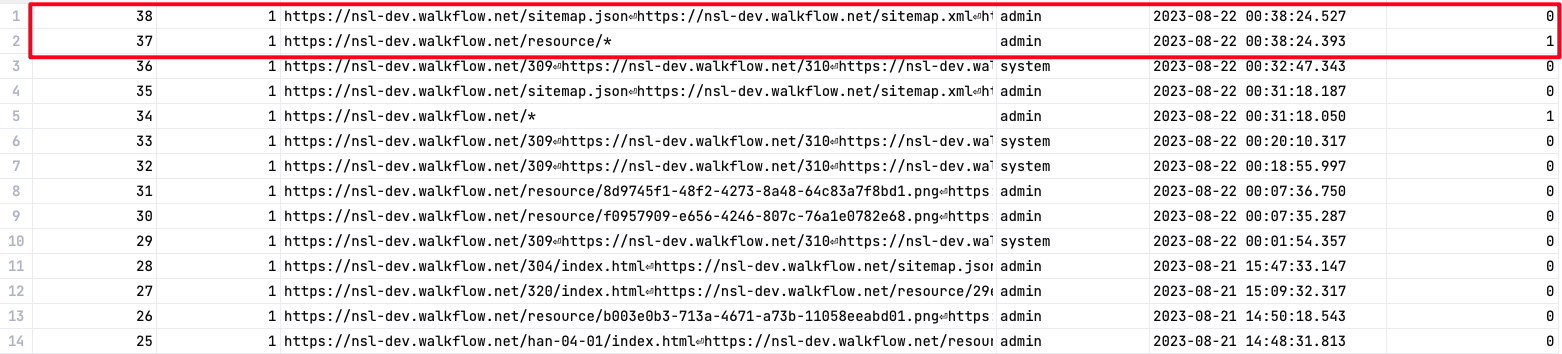 1 38 1 https://nsl-dev.walkflow.net/sitemap.json⏎https://nsl-dev.walkflow.net/sitemap.xml⏎ht admin 2023-08-22 00:38:24.527 0
2 37 1 https://nsl-dev.walkflow.net/resource/* admin 2023-08-22 00:38:24.393 1
3 36 1 https://nsl-dev.walkflow.net/309⏎https://nsl-dev.walkflow.net/310⏎https://nsl-dev.wal system 2023-08-22 00:32:47.343 0
4 35 1 https://nsl-dev.walkflow.net/sitemap.json⏎https://nsl-dev.walkflow.net/sitemap.xml⏎ht admin 2023-08-22 00:31:18.187 0
5 34 1 https://nsl-dev.walkflow.net/* admin 2023-08-22 00:31:18.050 1
6 33 1 https://nsl-dev.walkflow.net/309⏎https://nsl-dev.walkflow.net/310⏎https://nsl-dev.wal system 2023-08-22 00:20:10.317 0
7 32 1 https://nsl-dev.walkflow.net/309⏎https://nsl-dev.walkflow.net/310⏎https://nsl-dev.wal system 2023-08-22 00:18:55.997 0
8 31 1 https://nsl-dev.walkflow.net/resource/8d9745f1-48f2-4273-8a48-64c83a7f8bd1.png⏎https admin 2023-08-22 00:07:36.750 0
9 30 1 https://nsl-dev.walkflow.net/resource/f0957909-e656-4246-807c-76a1e0782e68.png⏎https admin 2023-08-22 00:07:35.287 0
10 29 1 https://nsl-dev.walkflow.net/309⏎https://nsl-dev.walkflow.net/310⏎https://nsl-dev.wal system 2023-08-22 00:01:54.357 0
11 28 1 https://nsl-dev.walkflow.net/304/index.html⏎https://nsl-dev.walkflow.net/sitemap.json admin 2023-08-21 15:47:33.147 0
12 27 1 https://nsl-dev.walkflow.net/320/index.html⏎https://nsl-dev.walkflow.net/resource/29e admin 2023-08-21 15:09:32.317 0
13 26 1 https://nsl-dev.walkflow.net/resource/b003e0b3-713a-4671-a73b-11058eeabd01.png⏎https admin 2023-08-21 14:50:18.543 0
14 25 1 https://nsl-dev.walkflow.net/han-04-01/index.html⏎https://nsl-dev.walkflow.net/resour admin 2023-08-21 14:48:31.813 0